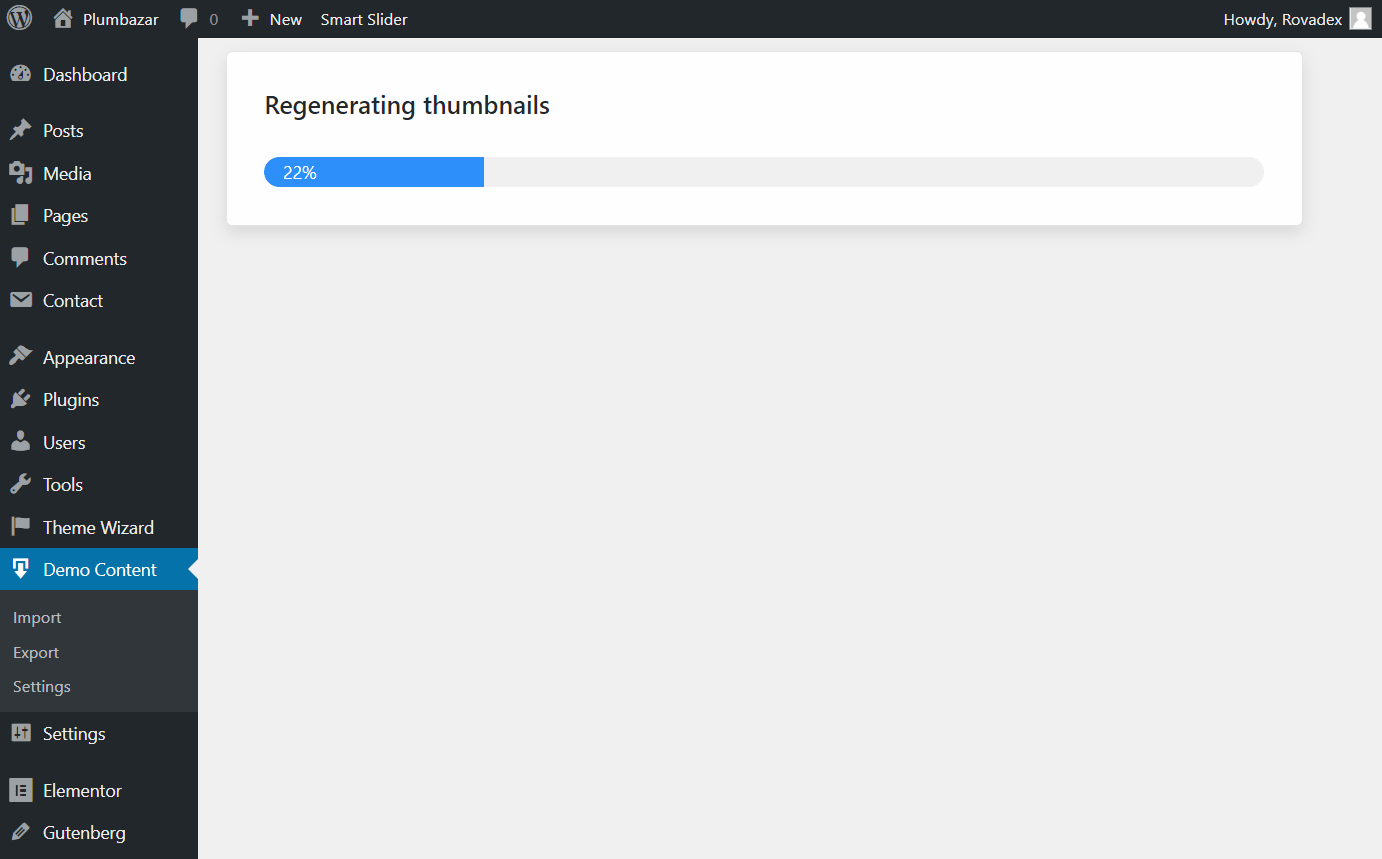 Plumbazar 0 New Smart Slider Howdy, Rovadex
Dashboard
Posts
Media
Pages
Comments
Contact
Appearance
Plugins
Users
Tools
Theme Wizard
Demo Content
Import
Export
Settings
Settings
Elementor
Gutenberg
Regenerating thumbnails
22%